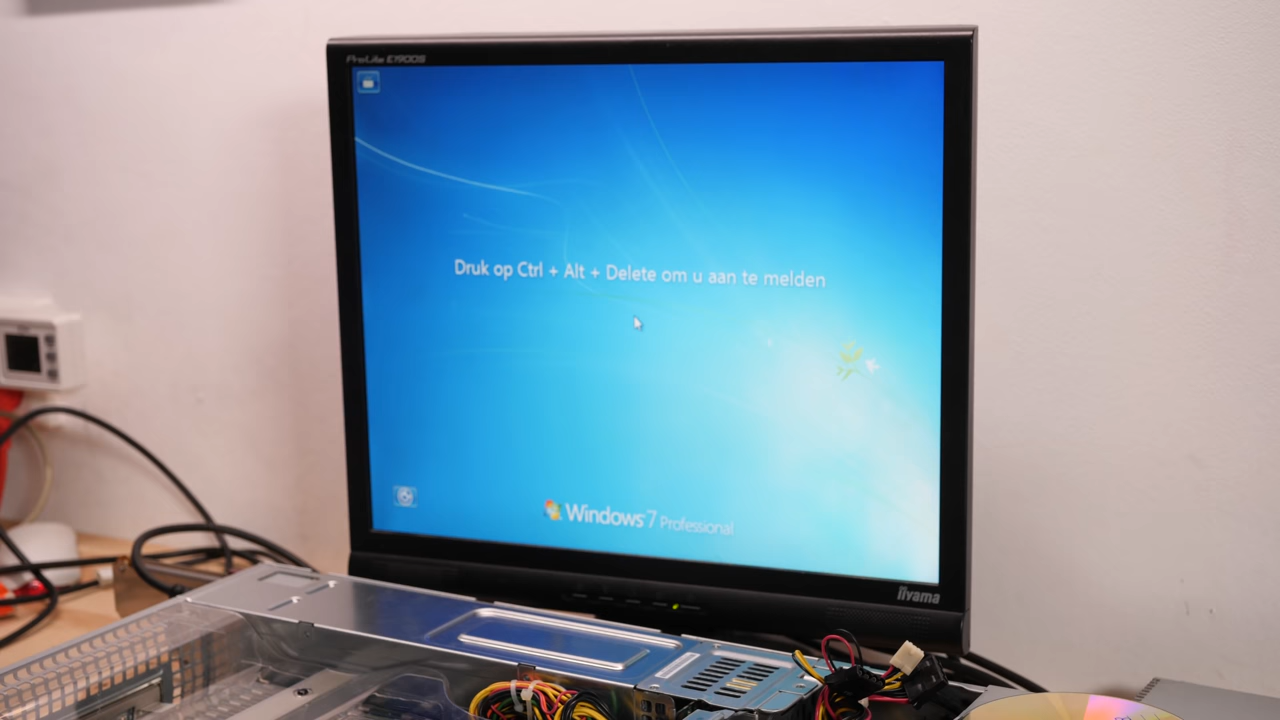 ProLite E1900S
Druk op Ctrl + Alt + Delete om u aan te melden
Windows 7 Professional
iiyama